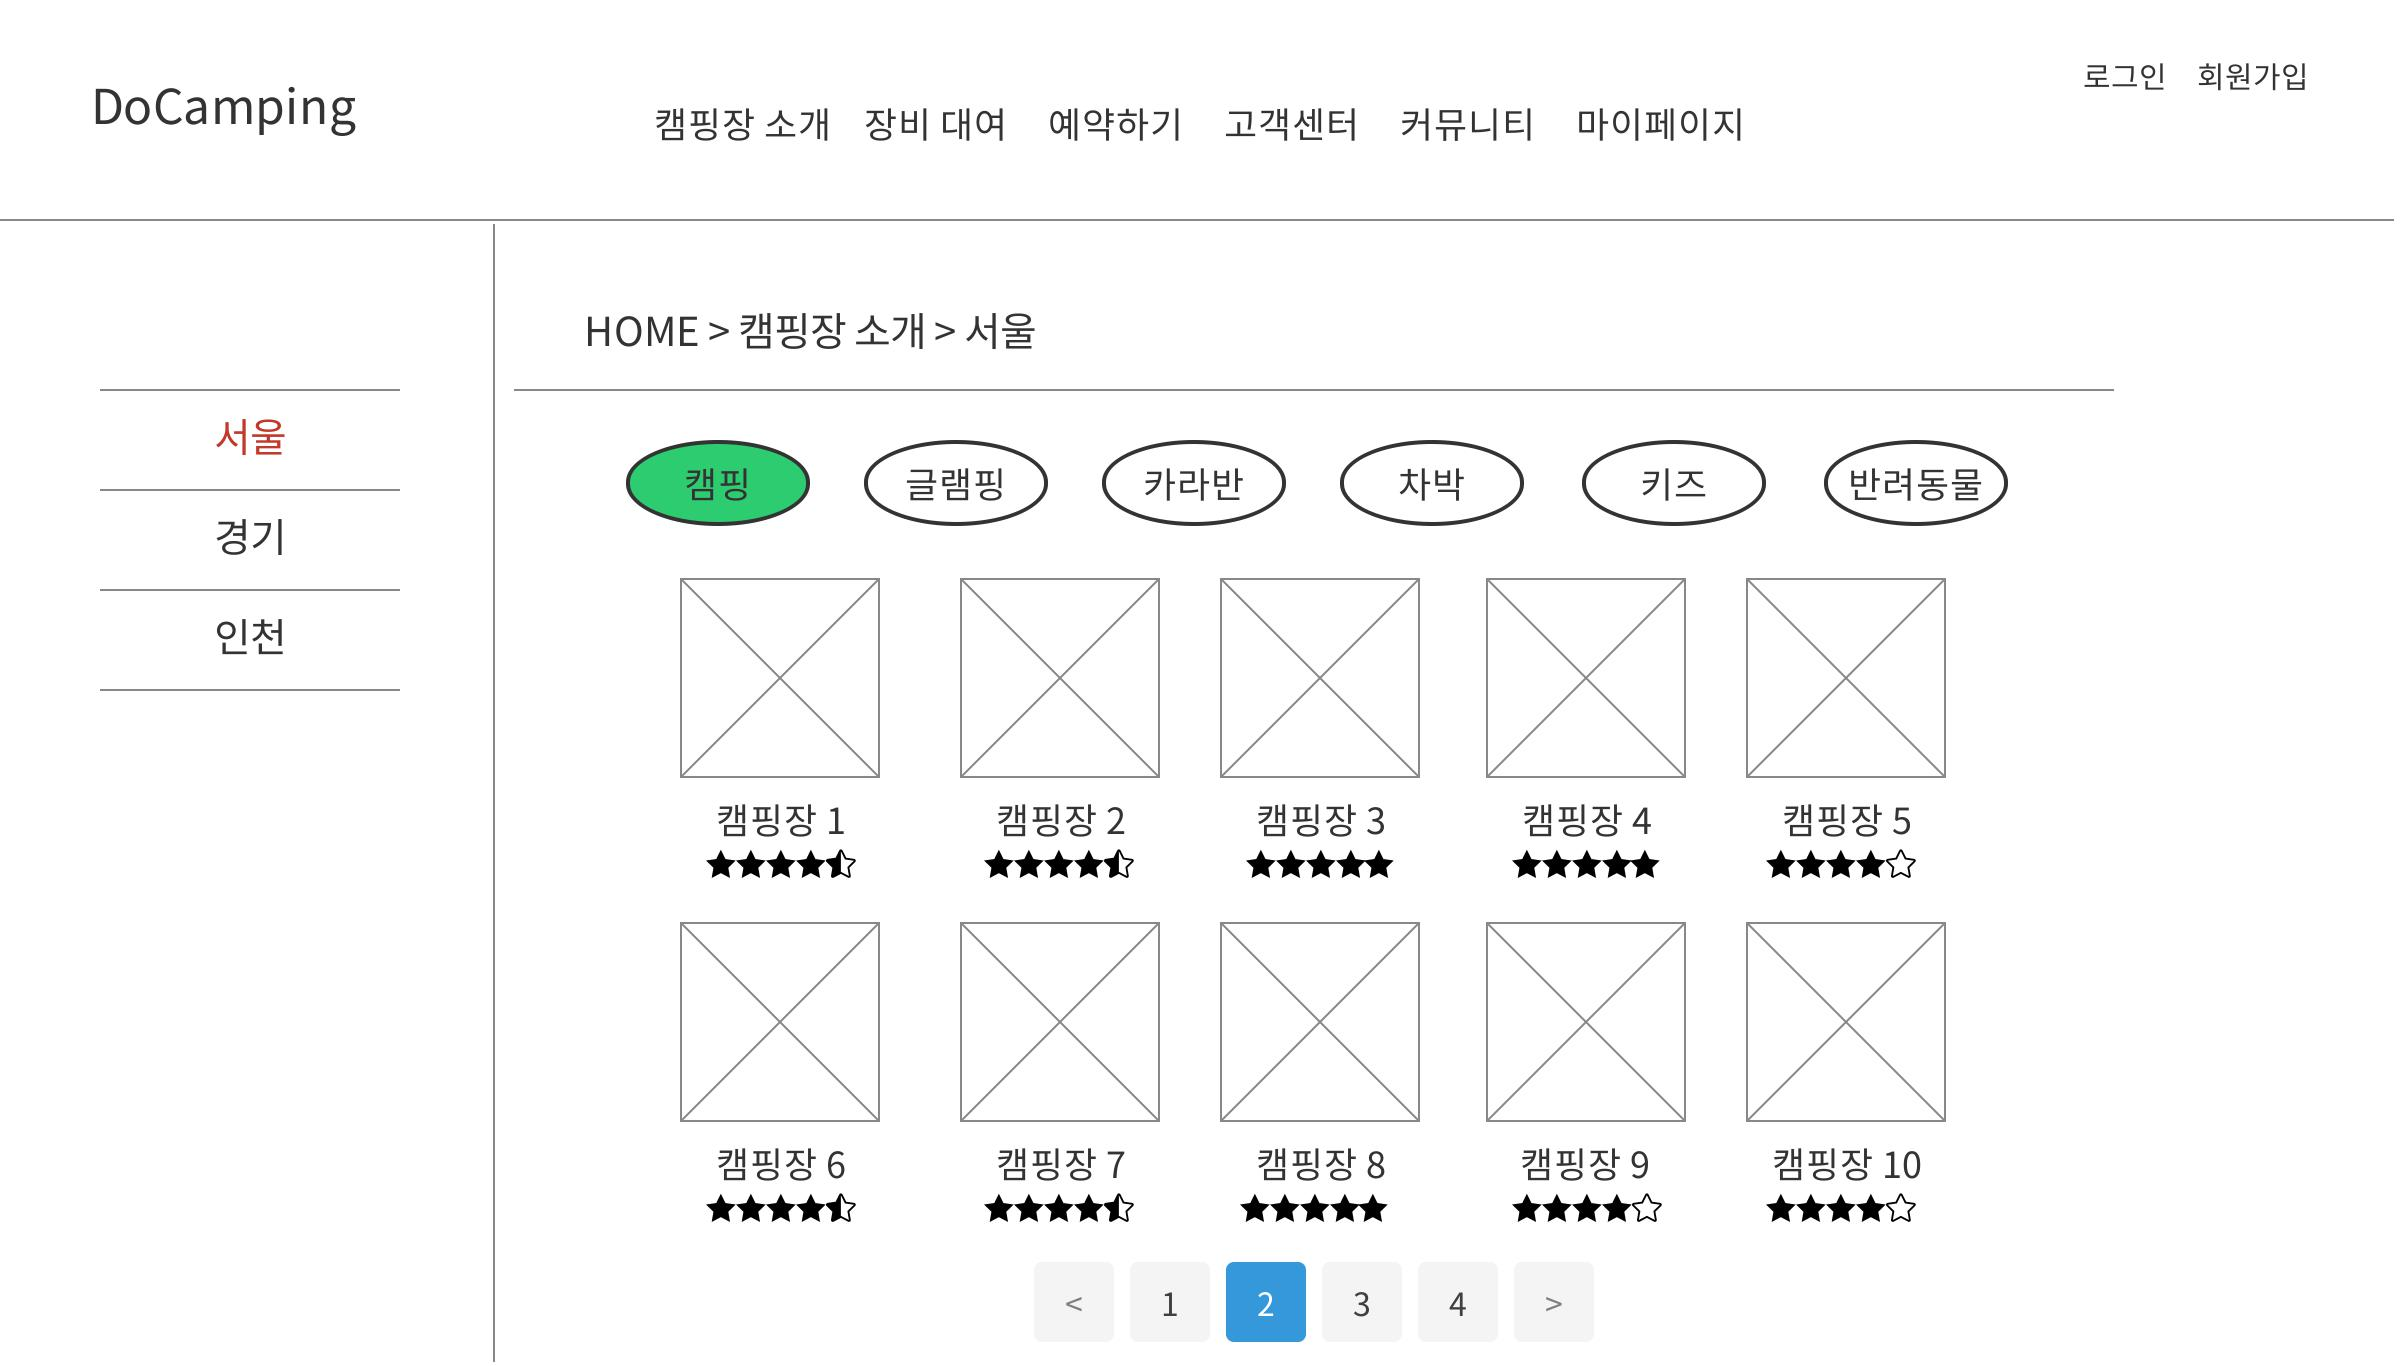 로그인 회원가입
DoCamping
캠핑장 소개 장비 대여 예약하기 고객센터 커뮤니티 마이페이지
HOME > 캠핑장 소개 > 서울
서울
경기
인천
캠핑 글램핑 카라반 차박 키즈 반려동물
캠핑장 1 캠핑장 2 캠핑장 3 캠핑장 4 캠핑장 5
캠핑장 6 캠핑장 7 캠핑장 8 캠핑장 9 캠핑장 10
< 1 2 3 4 >